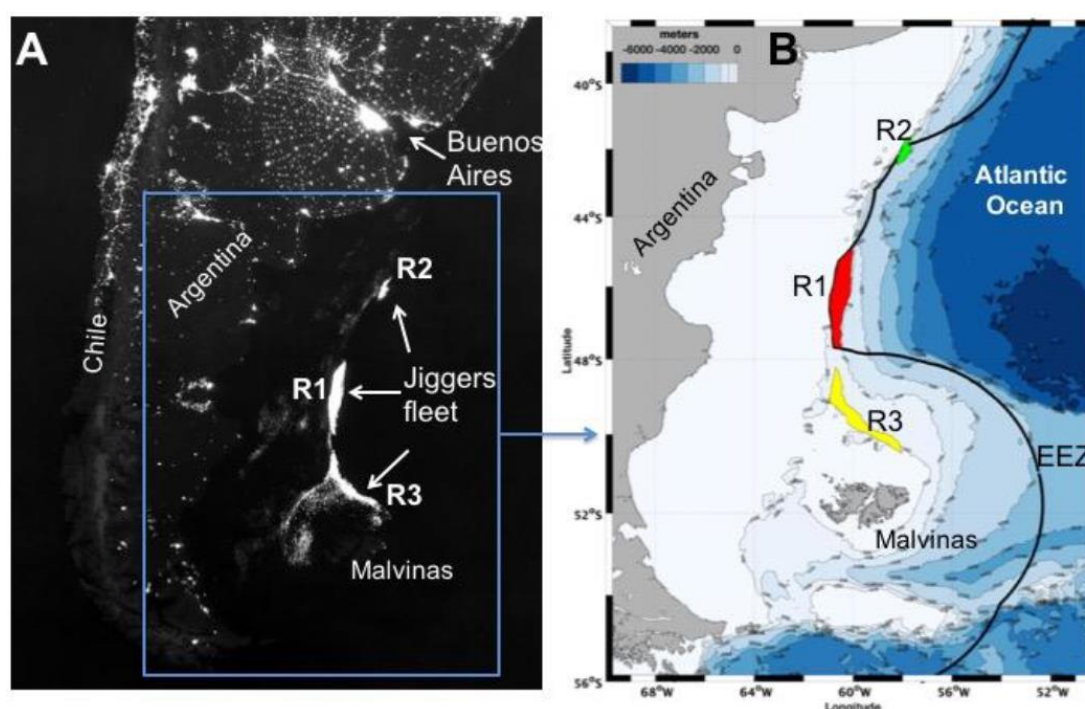 A
Buenos
Aires
Argentina
Chile
R2
R1
Jiggers
fleet
R3
Malvinas
B
meters
-6000 -4000 -2000 0
40°S
44°S
48°S
52°S
56°S
Latitude
R2
Atlantic
Ocean
Argentina
R1
R3
EEZ
Malvinas
68°W 64°W 60°W 56°W 52°W
Longitude